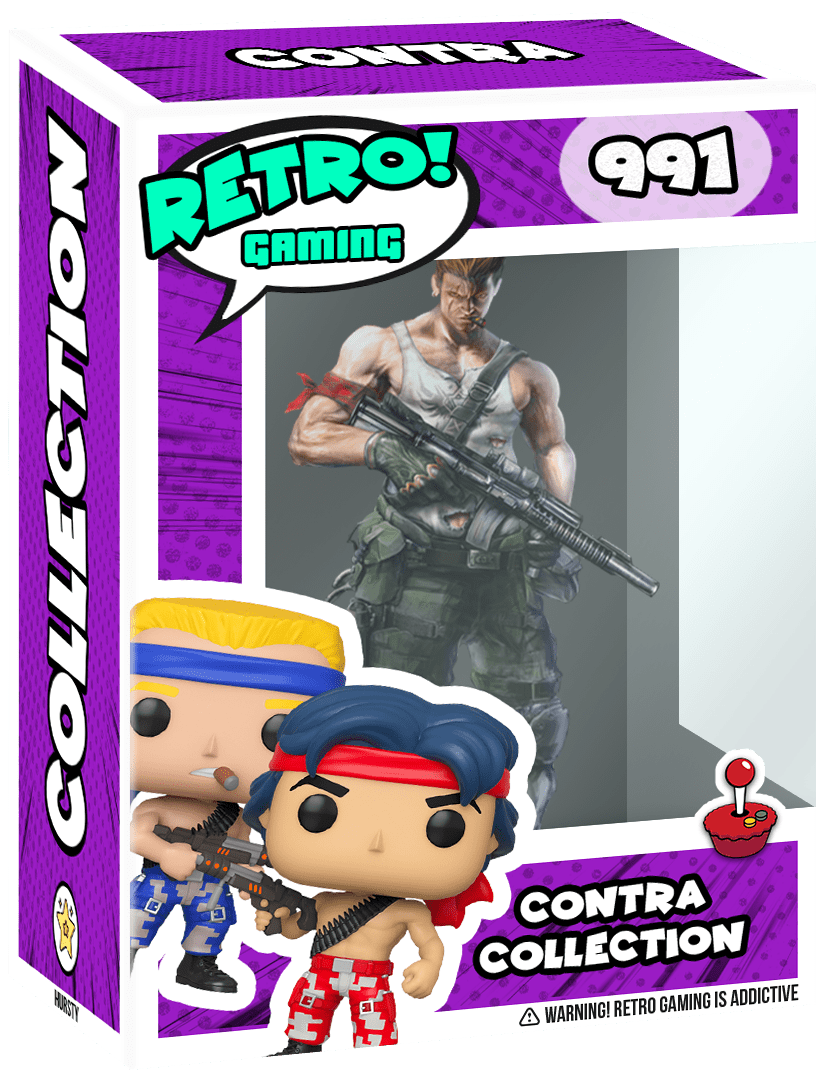 CONTRA
RETRO!
GAMING
991
COLLECTION
CONTRA
COLLECTION
HURSTY
WARNING! RETRO GAMING IS ADDICTIVE